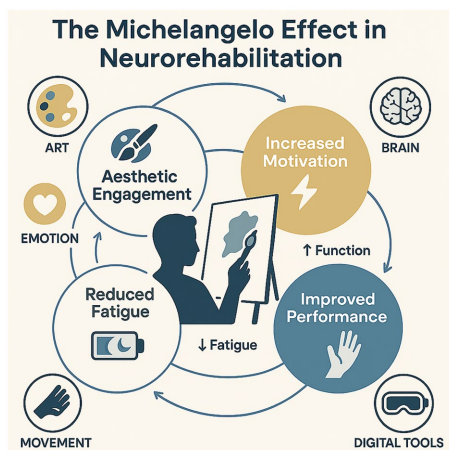 The Michelangelo Effect in
Neurorehabilitation
ART
BRAIN
Aesthetic
Engagement
Increased
Motivation
EMOTION
↑ Function
Reduced
Fatigue
Improved
Performance
↓ Fatigue
MOVEMENT
DIGITAL TOOLS